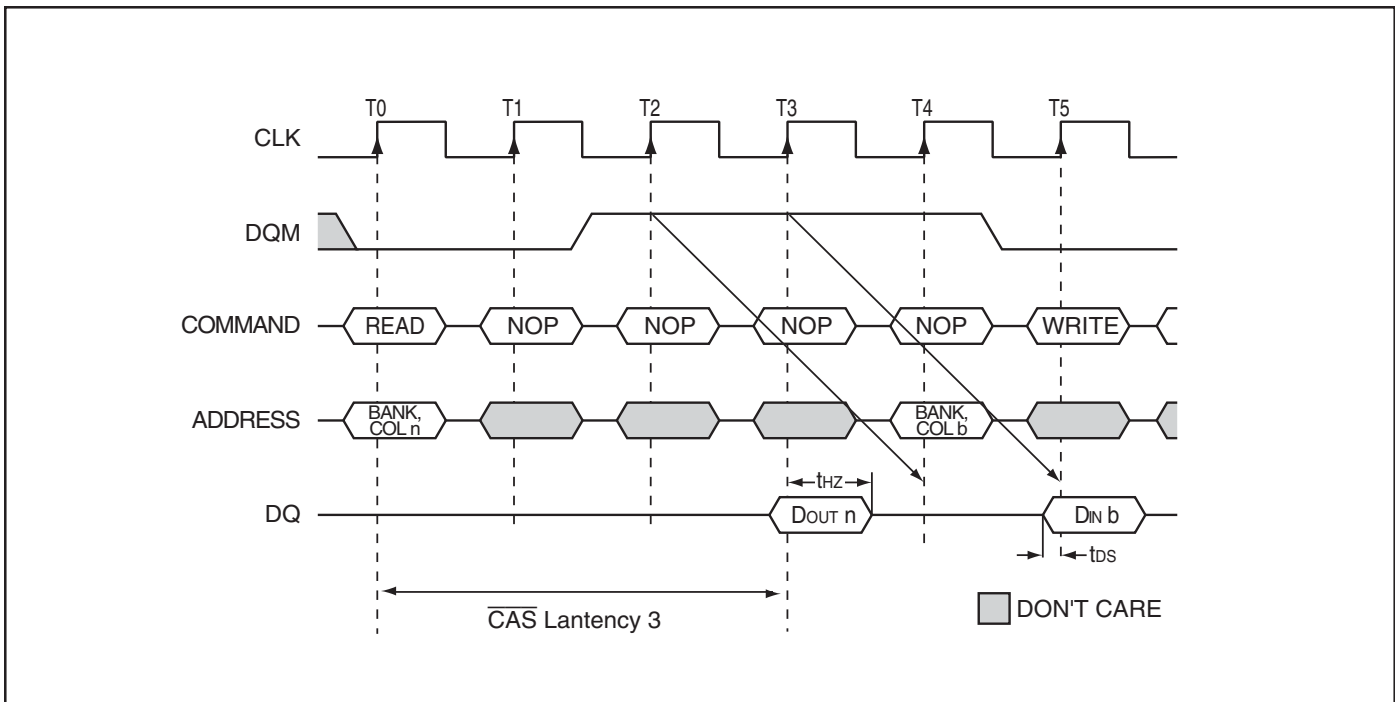 T0 T1 T2 T3 T4 T5
CLK
DQM
COMMAND READ NOP NOP NOP NOP WRITE
ADDRESS BANK, COL n BANK, COL b
tHZ
DQ DOUT n DIN b
tDS
CAS Lantency 3
DON'T CARE